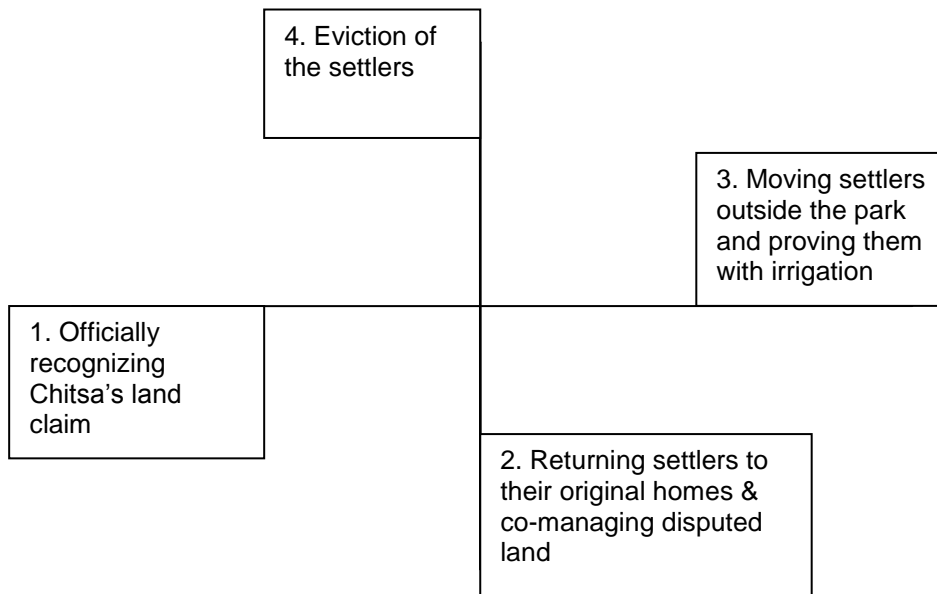 4. Eviction of
the settlers
3. Moving settlers
outside the park
and proving them
with irrigation
1. Officially
recognizing
Chitsa’s land
claim
2. Returning settlers to
their original homes &
co-managing disputed
land